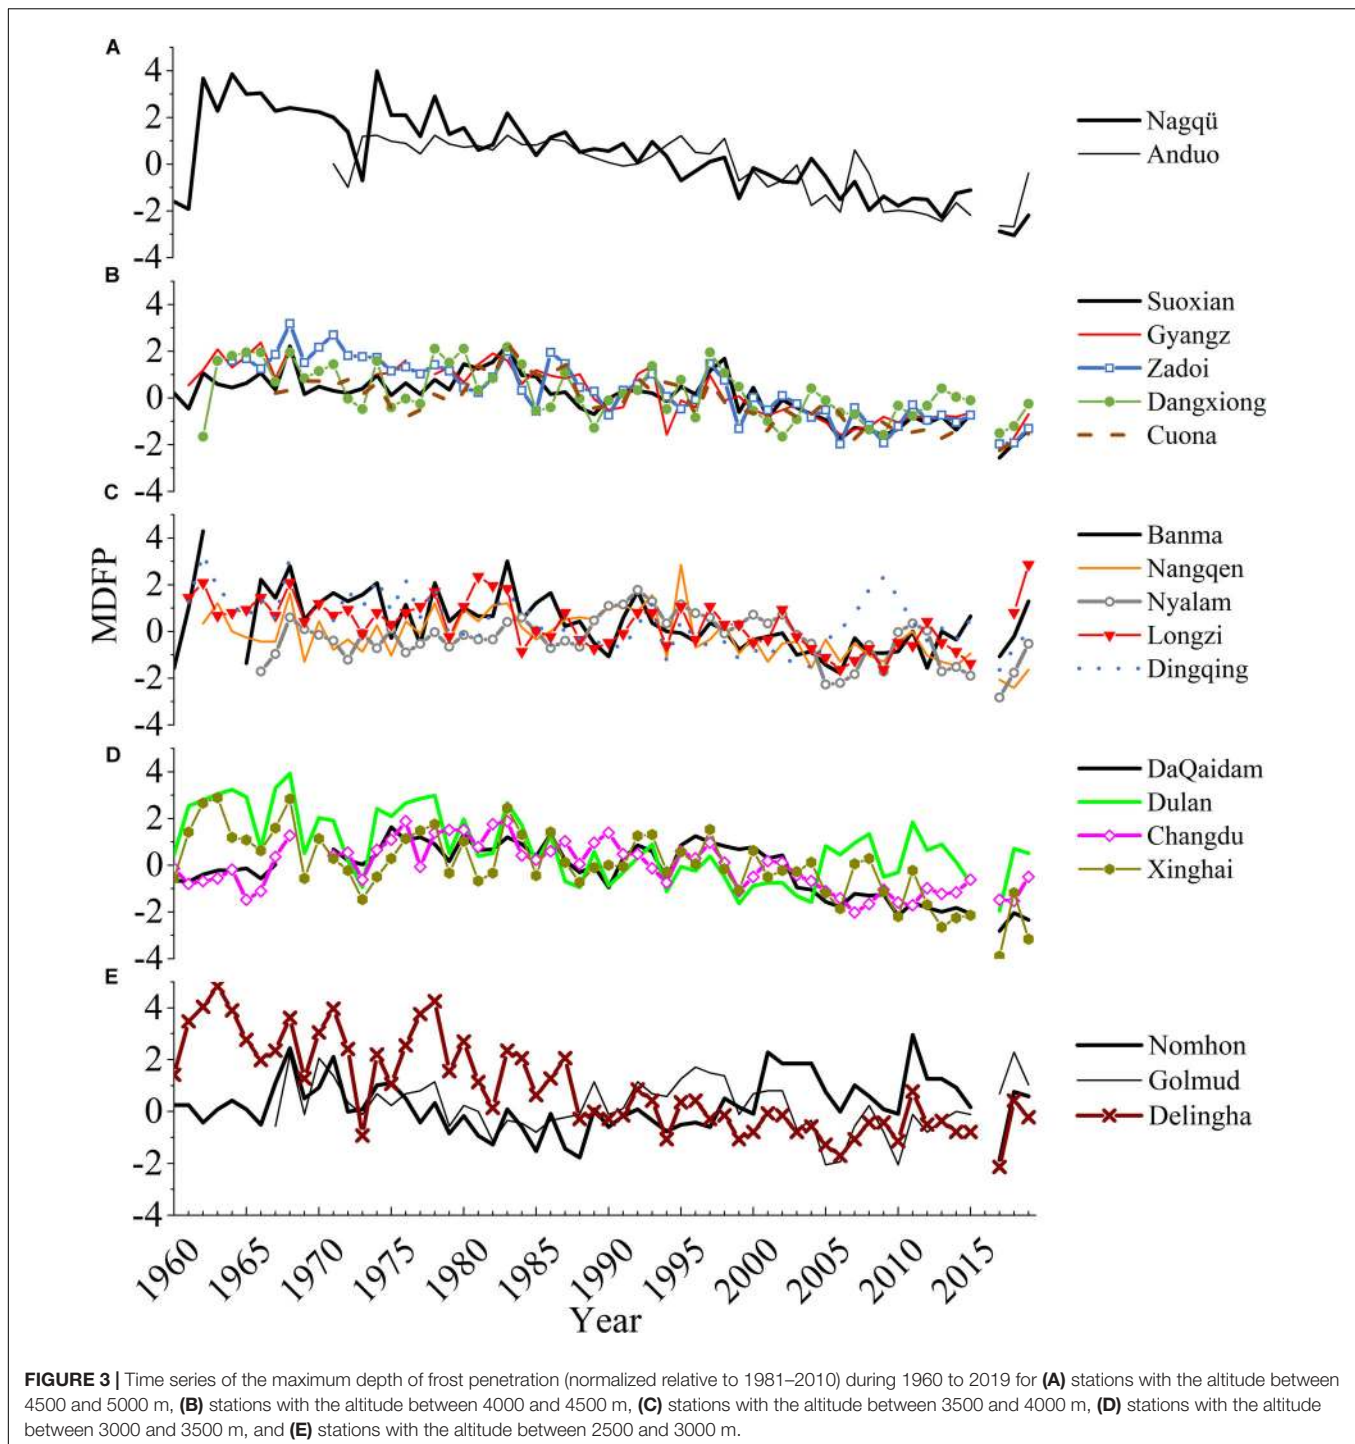 A
4
2
0
-2
-4
Nagqü
Anduo
B
4
2
0
-2
-4
Suoxian
Gyangz
Zadoi
Dangxiong
Cuona
C
4
2
0
-2
-4
Banma
Nangqen
Nyalam
Longzi
Dingqing
MDFP
D
4
2
0
-2
-4
DaQaidam
Dulan
Changdu
Xinghai
E
4
2
0
-2
-4
Nomhon
Golmud
Delingha
1960 1965 1970 1975 1980 1985 1990 1995 2000 2005 2010 2015
Year
FIGURE 3 | Time series of the maximum depth of frost penetration (normalized relative to 1981–2010) during 1960 to 2019 for (A) stations with the altitude between
4500 and 5000 m, (B) stations with the altitude between 4000 and 4500 m, (C) stations with the altitude between 3500 and 4000 m, (D) stations with the altitude
between 3000 and 3500 m, and (E) stations with the altitude between 2500 and 3000 m.